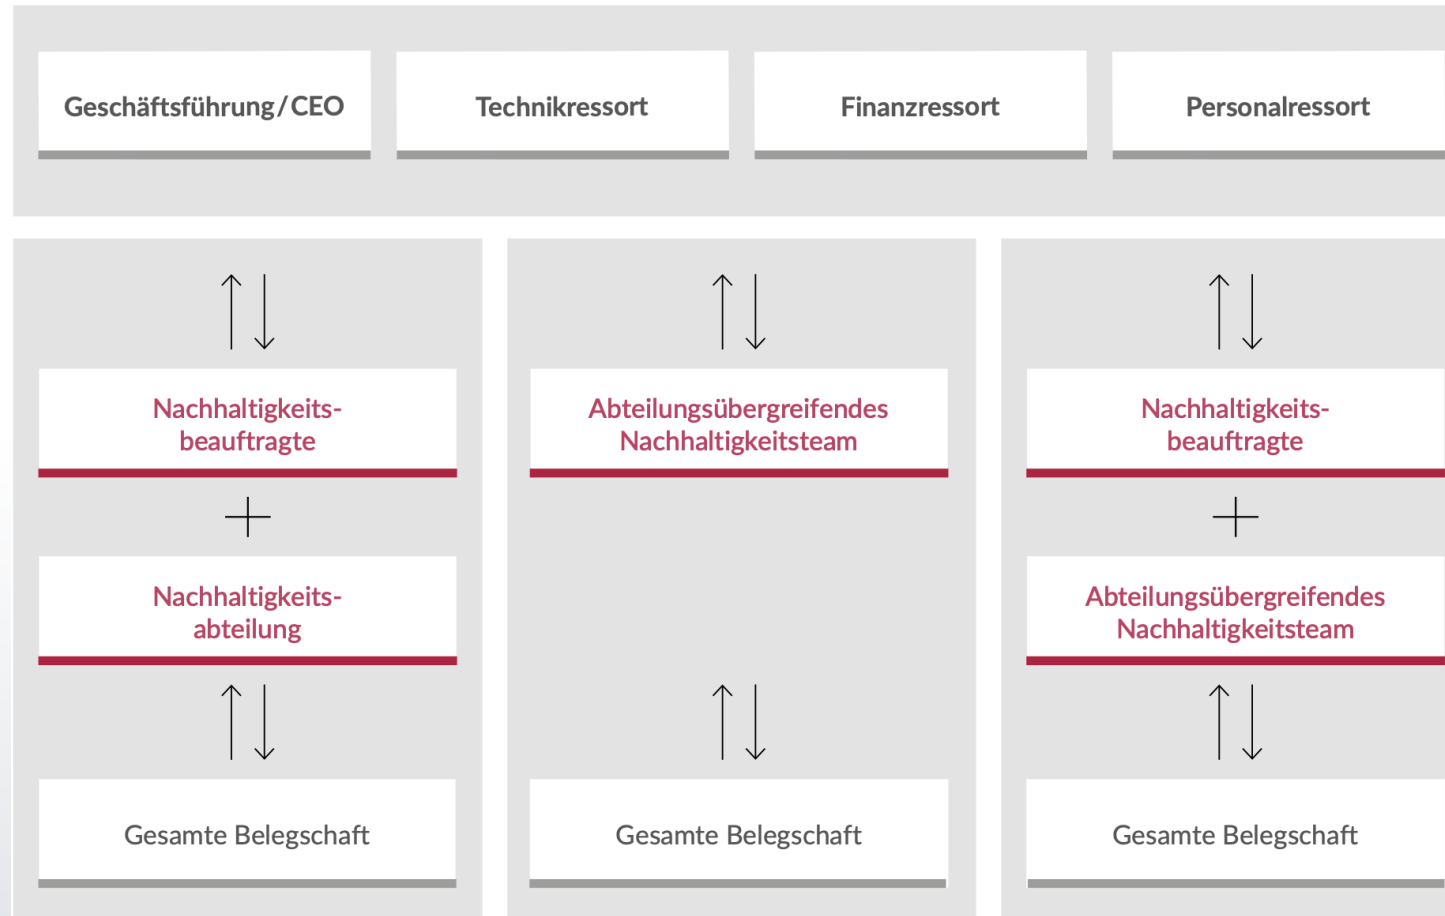 Geschäftsführung/CEO
Technikressort
Finanzressort
Personalressort
Nachhaltigkeits-
beauftragte
+
Nachhaltigkeits-
abteilung
Gesamte Belegschaft
Abteilungsübergreifendes
Nachhaltigkeitsteam
Gesamte Belegschaft
Nachhaltigkeits-
beauftragte
+
Abteilungsübergreifendes
Nachhaltigkeitsteam
Gesamte Belegschaft